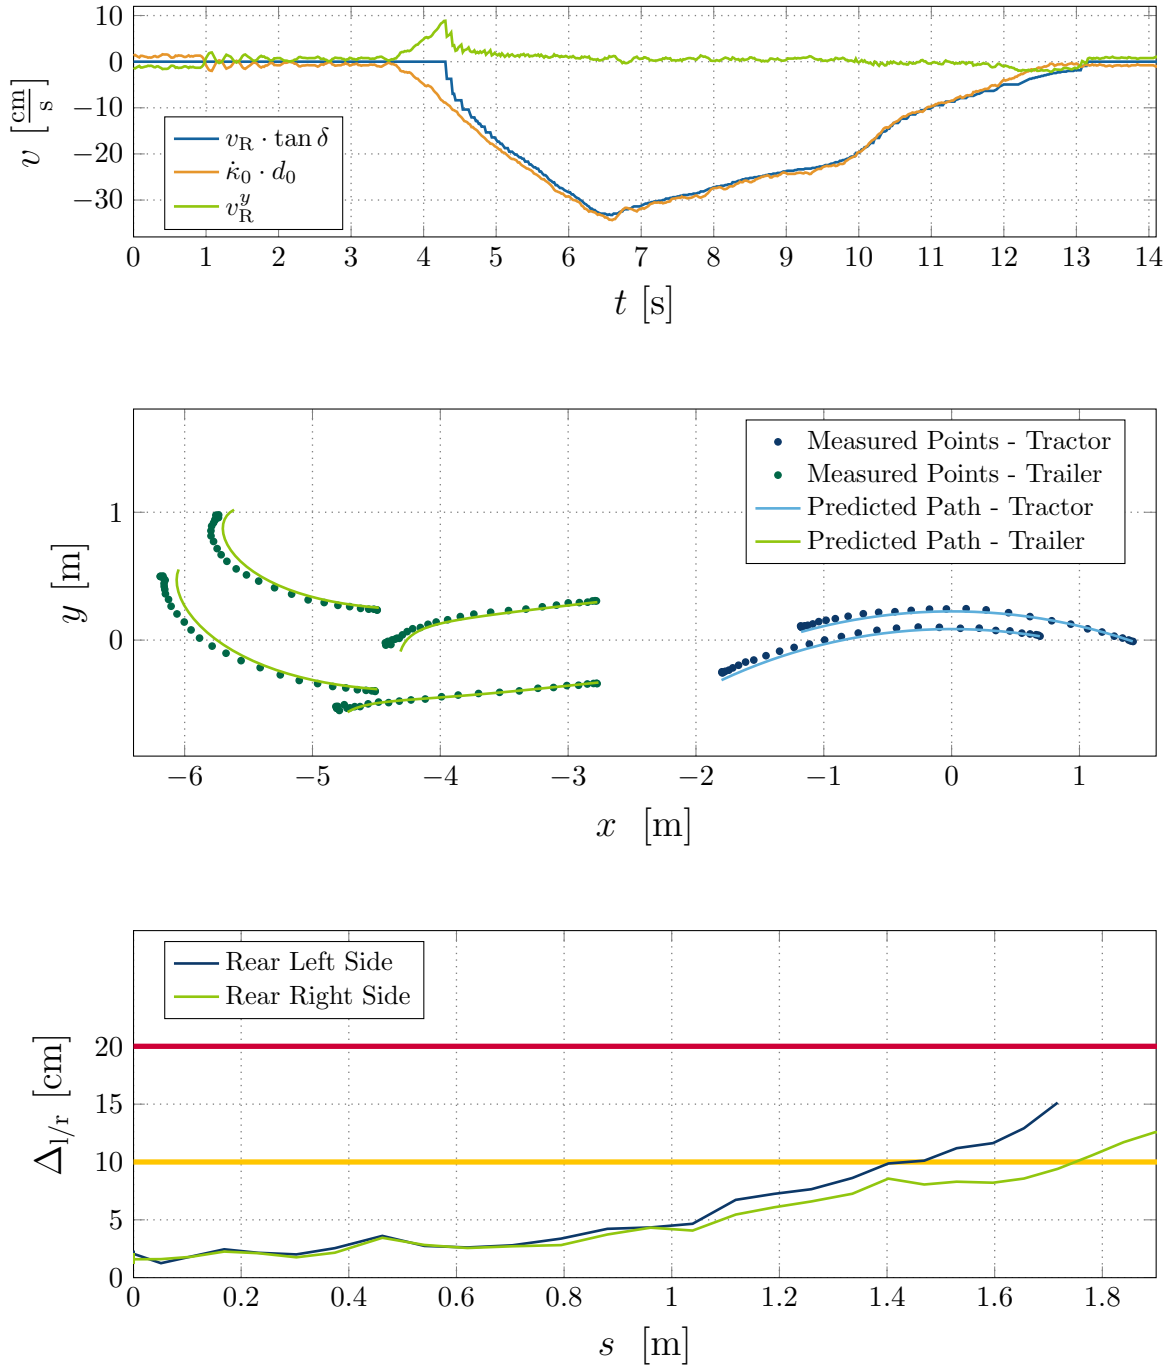 10
0
−10
−20
−30
v [cm/s]
v_R · tan δ
κ̇_0 · d_0
v_R^y
0 1 2 3 4 5 6 7 8 9 10 11 12 13 14
t [s]
1
0
y [m]
Measured Points - Tractor
Measured Points - Trailer
Predicted Path - Tractor
Predicted Path - Trailer
−6 −5 −4 −3 −2 −1 0 1
x [m]
Rear Left Side
Rear Right Side
20
15
10
5
0
Δ_l/r [cm]
0 0.2 0.4 0.6 0.8 1 1.2 1.4 1.6 1.8
s [m]